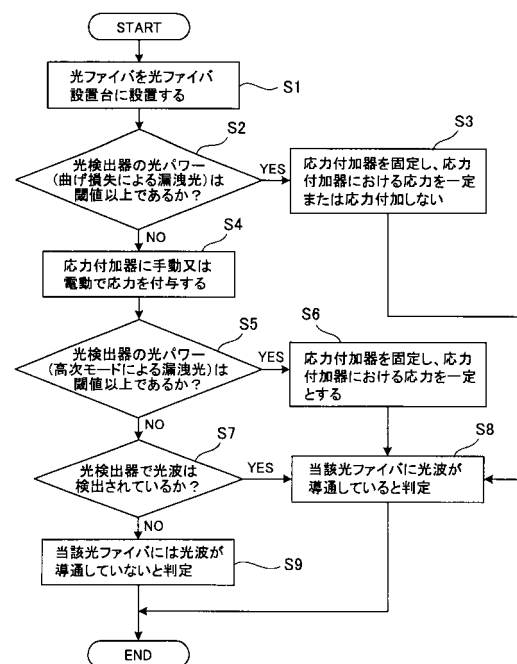 START
光ファイバを光ファイバ
設置台に設置する
S1
S2
光検出器の光パワー
(曲げ損失による漏洩光)は
閾値以上であるか?
YES
S3
応力付加器を固定し、応力
付加器における応力を一定
または応力付加しない
NO
S4
応力付加器に手動又は
電動で応力を付与する
S5
光検出器の光パワー
(高次モードによる漏洩光)は
閾値以上であるか?
YES
S6
応力付加器を固定し、応力
付加器における応力を一定
とする
NO
S7
光検出器で光波は
検出されているか?
YES
S8
当該光ファイバに光波が
導通していると判定
NO
当該光ファイバには光波が
導通していないと判定
S9
END